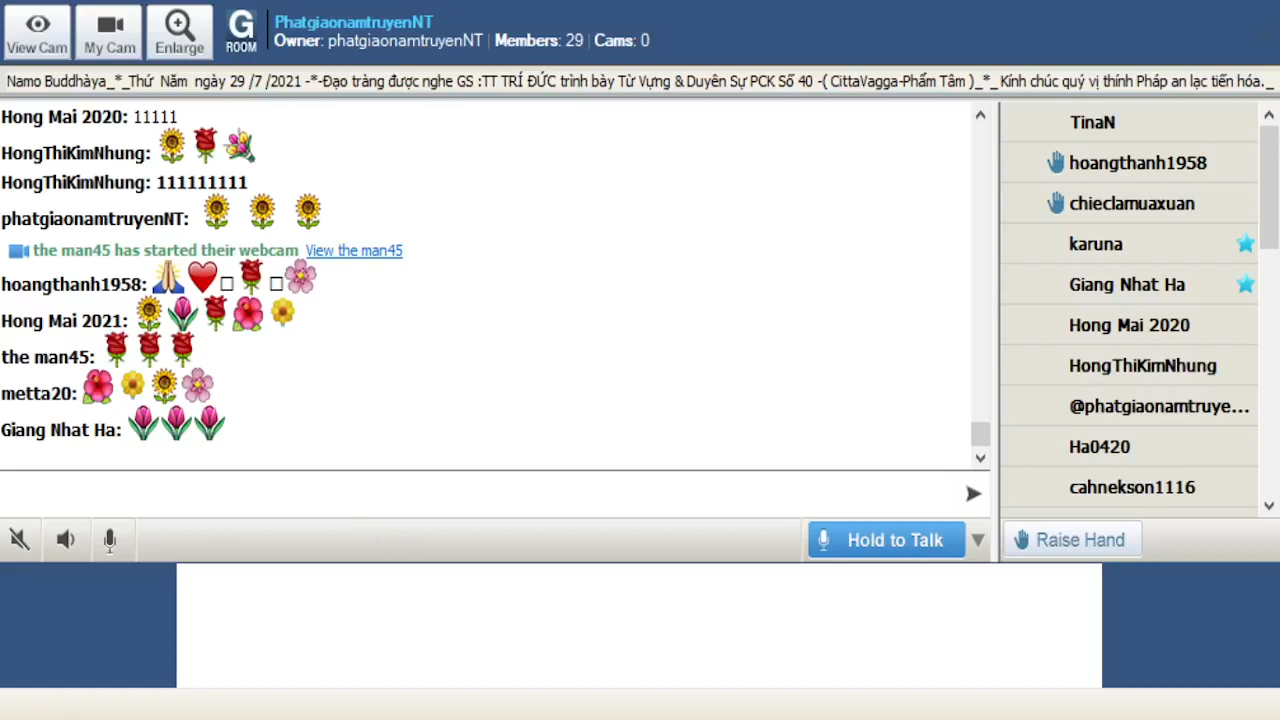 View Cam
My Cam
Enlarge
G
ROOM
PhatgiaonamtruyenNT
Owner: phatgiaonamtruyenNT | Members: 29 | Cams: 0
Namo Buddhàya_*_Thứ Năm ngày 29 /7 /2021 -*-Đạo tràng được nghe GS :TT TRÍ ĐỨC trình bày Từ Vựng & Duyên Sự PCK Số 40 -( CittaVagga-Phẩm Tâm )_*_ Kính chúc quý vị thính Pháp an lạc tiến hóa._
Hong Mai 2020: 11111
HongThiKimNhung:
HongThiKimNhung: 111111111
phatgiaonamtruyenNT:
the man45 has started their webcam View the man45
hoangthanh1958:
Hong Mai 2021:
the man45:
metta20:
Giang Nhat Ha:
TinaN
hoangthanh1958
chieclamuaxuan
karuna
Giang Nhat Ha
Hong Mai 2020
HongThiKimNhung
@phatgiaonamtruye...
Ha0420
cahnekson1116
Hold to Talk
Raise Hand